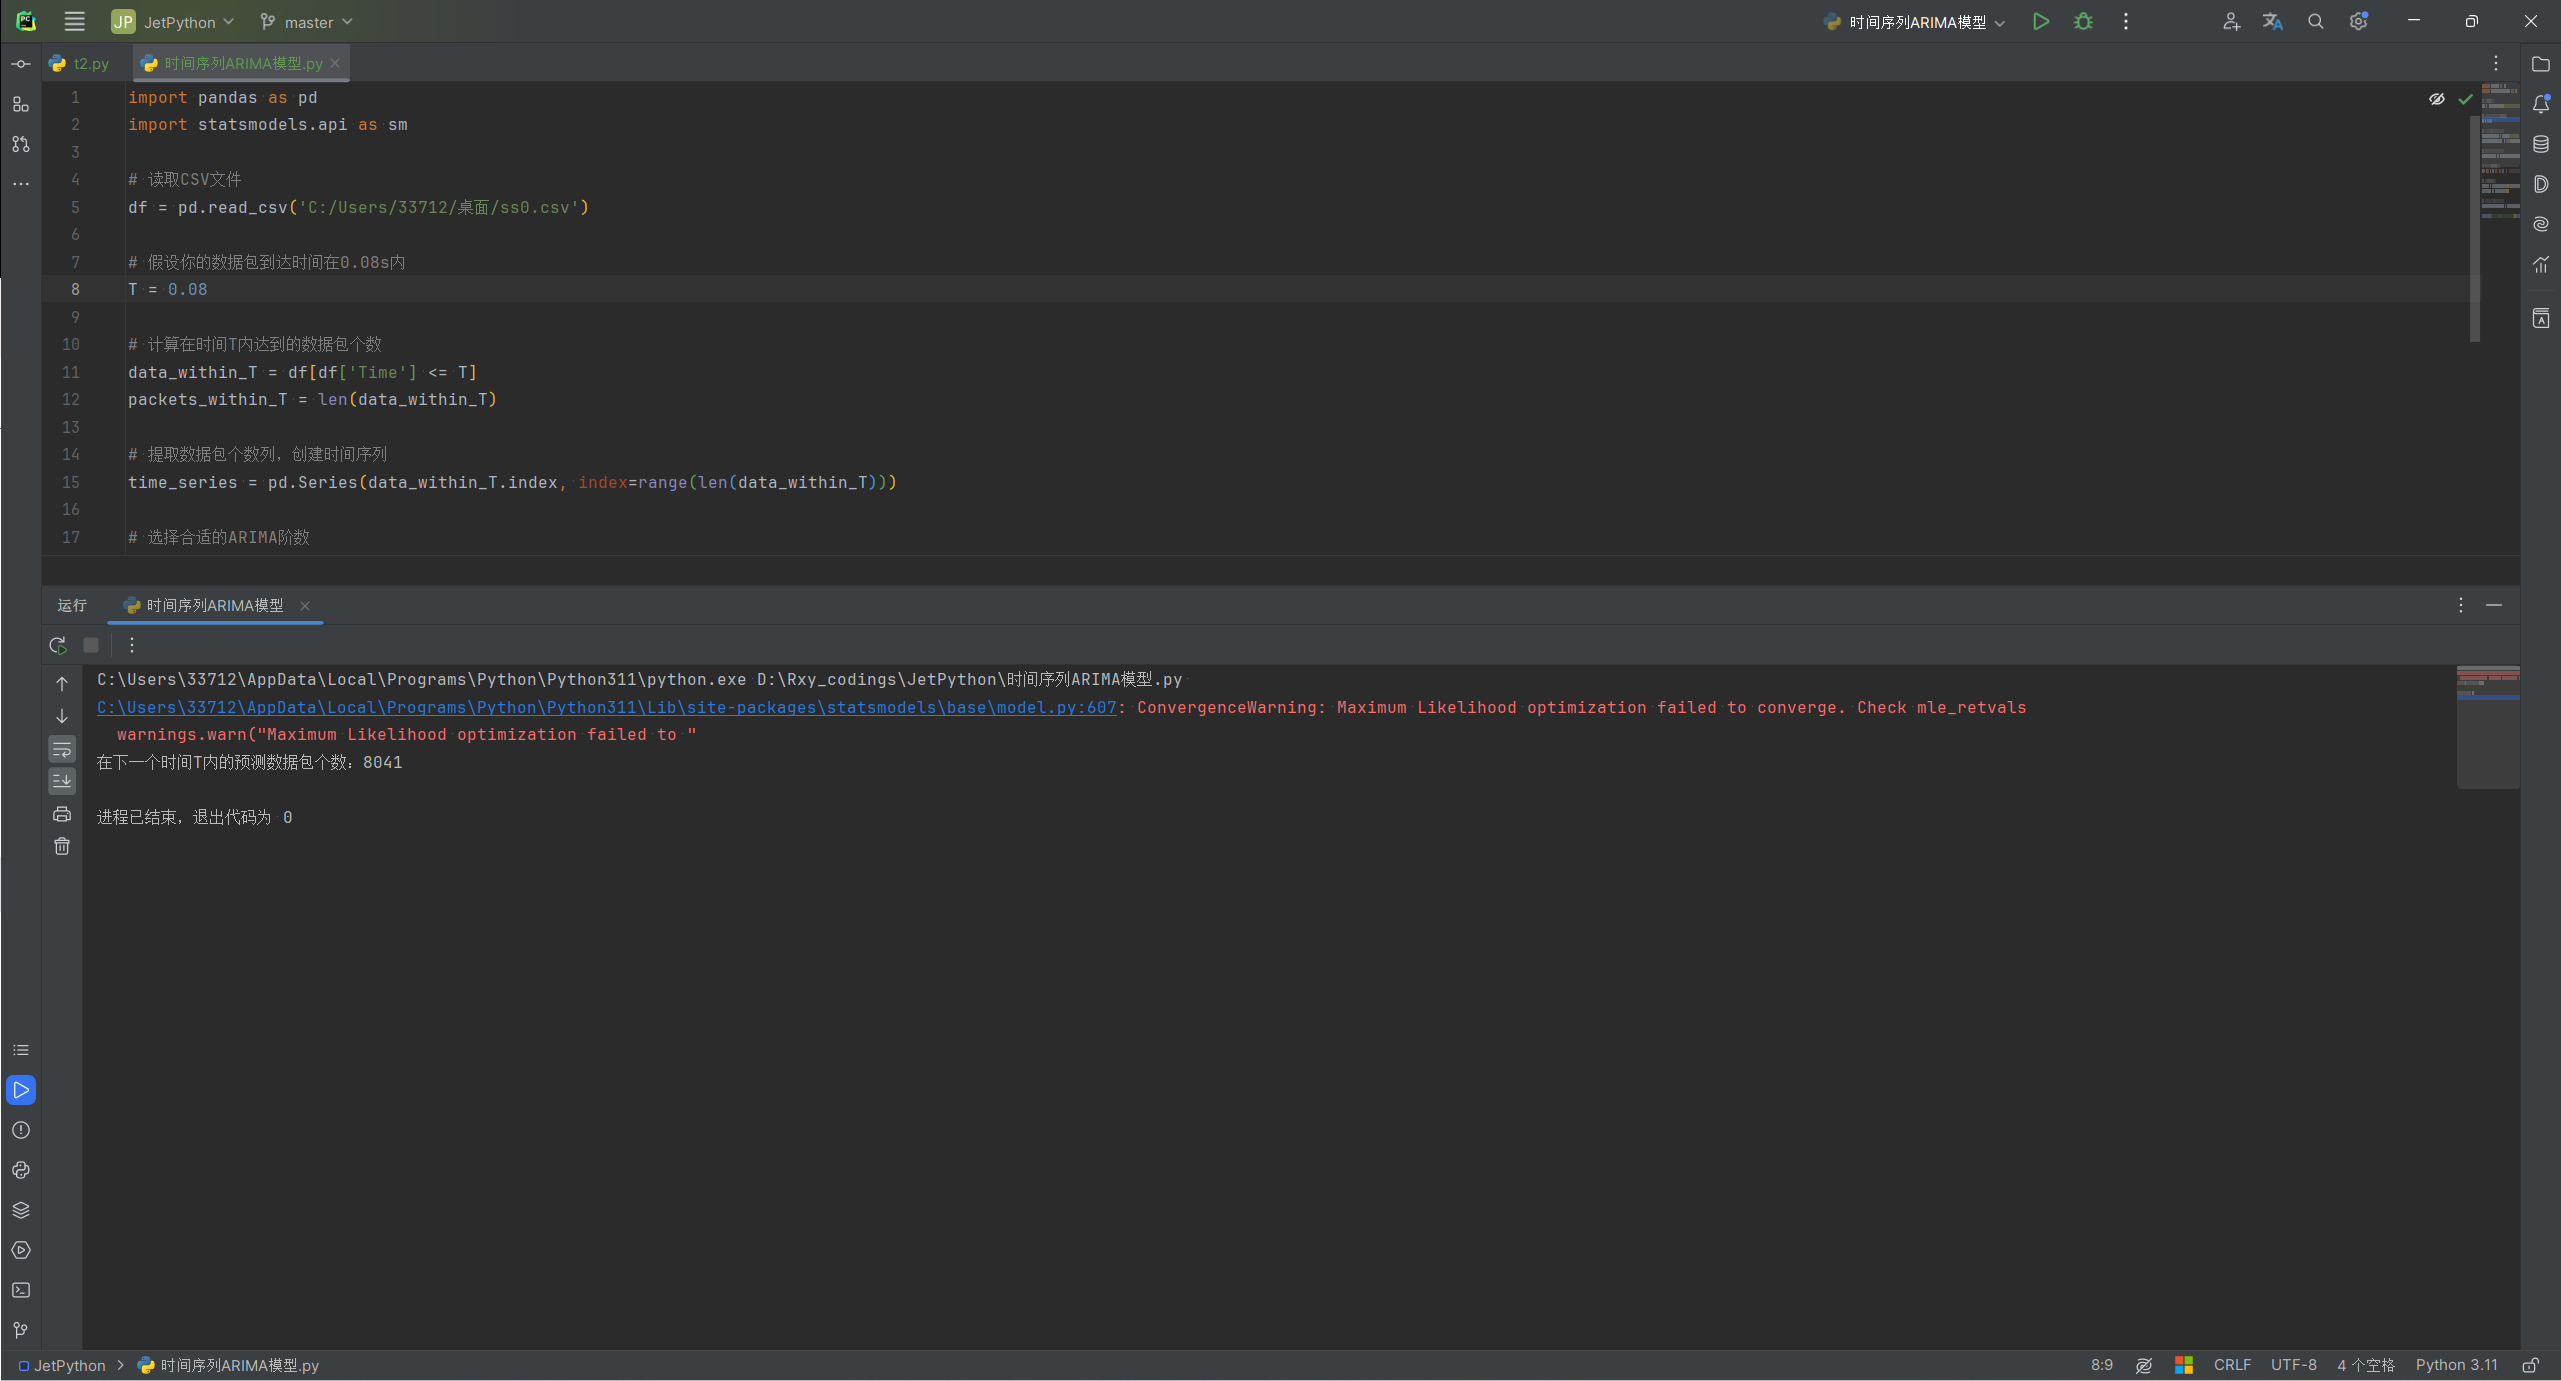 JP JetPython master 时间序列ARIMA模型
t2.py 时间序列ARIMA模型.py
1 import pandas as pd
2 import statsmodels.api as sm
3
4 # 读取CSV文件
5 df = pd.read_csv('C:/Users/33712/桌面/ss0.csv')
6
7 # 假设你的数据包到达时间在0.08s内
8 T = 0.08
9
10 # 计算在时间T内达到的数据包个数
11 data_within_T = df[df['Time'] <= T]
12 packets_within_T = len(data_within_T)
13
14 # 提取数据包个数列，创建时间序列
15 time_series = pd.Series(data_within_T.index, index=range(len(data_within_T)))
16
17 # 选择合适的ARIMA阶数
运行 时间序列ARIMA模型
C:\Users\33712\AppData\Local\Programs\Python\Python311\python.exe D:\Rxy_codings\JetPython\时间序列ARIMA模型.py
C:\Users\33712\AppData\Local\Programs\Python\Python311\Lib\site-packages\statsmodels\base\model.py:607: ConvergenceWarning: Maximum Likelihood optimization failed to converge. Check mle_retvals
warnings.warn("Maximum Likelihood optimization failed to "
在下一个时间T内的预测数据包个数：8041
进程已结束，退出代码为 0
JetPython > 时间序列ARIMA模型.py 8:9 CRLF UTF-8 4 个空格 Python 3.11